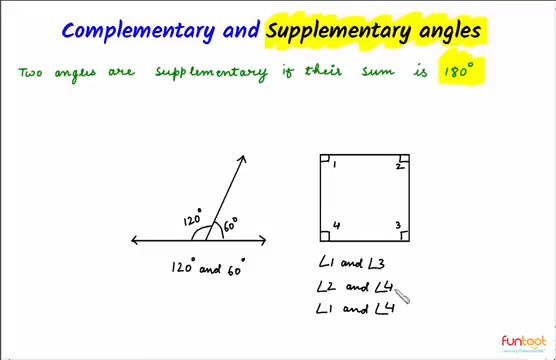 Complementary and Supplementary angles
Two angles are supplementary if their sum is 180°
120° 60°
120° and 60°
1 2
4 3
∠1 and ∠3
∠2 and ∠4
∠1 and ∠4
funtoot